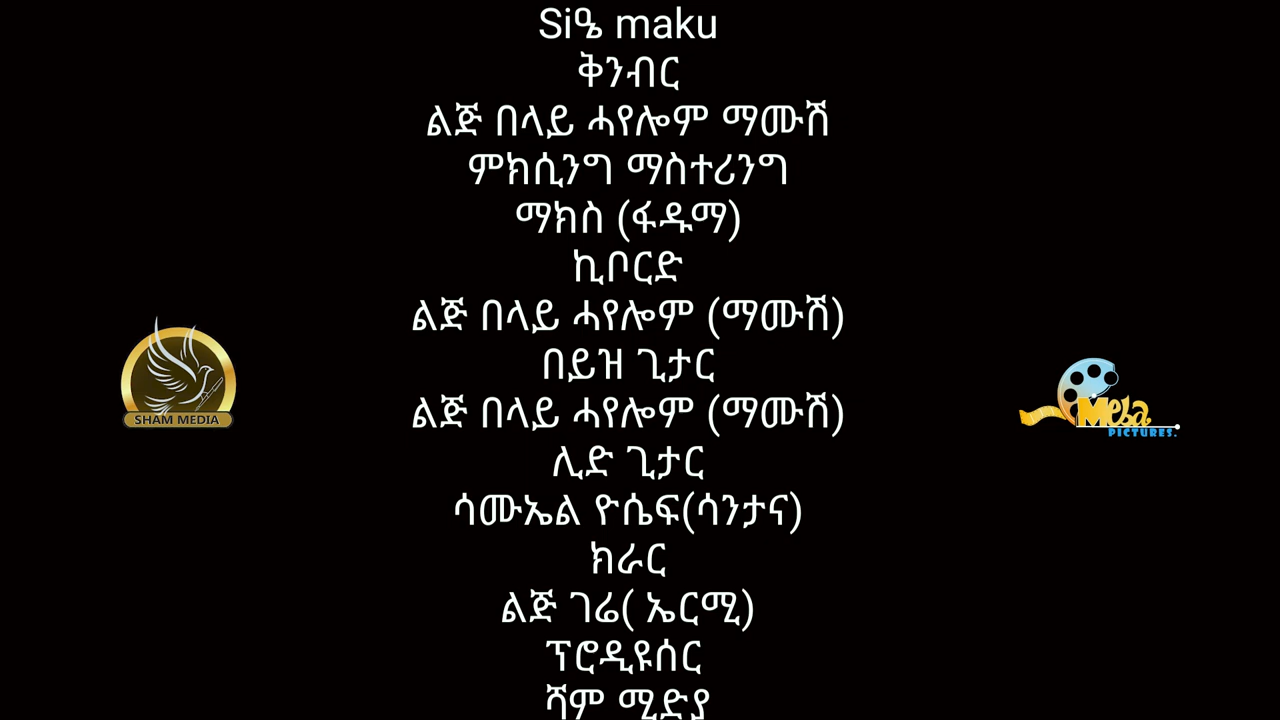 Siዔ maku
ቅንብር
ልጅ በላይ ሓየሎም ማሙሽ
ምክሲንግ ማስተሪንግ
ማክስ (ፋዱማ)
ኪቦርድ
ልጅ በላይ ሓየሎም (ማሙሽ)
በይዝ ጊታር
ልጅ በላይ ሓየሎም (ማሙሽ)
ሊድ ጊታር
ሳሙኤል ዮሴፍ(ሳንታና)
ክራር
ልጅ ገሬ( ኤርሚ)
ፕሮዲዩሰር
ሻም ሚድያ
SHAM MEDIA
Meba
PICTURES.